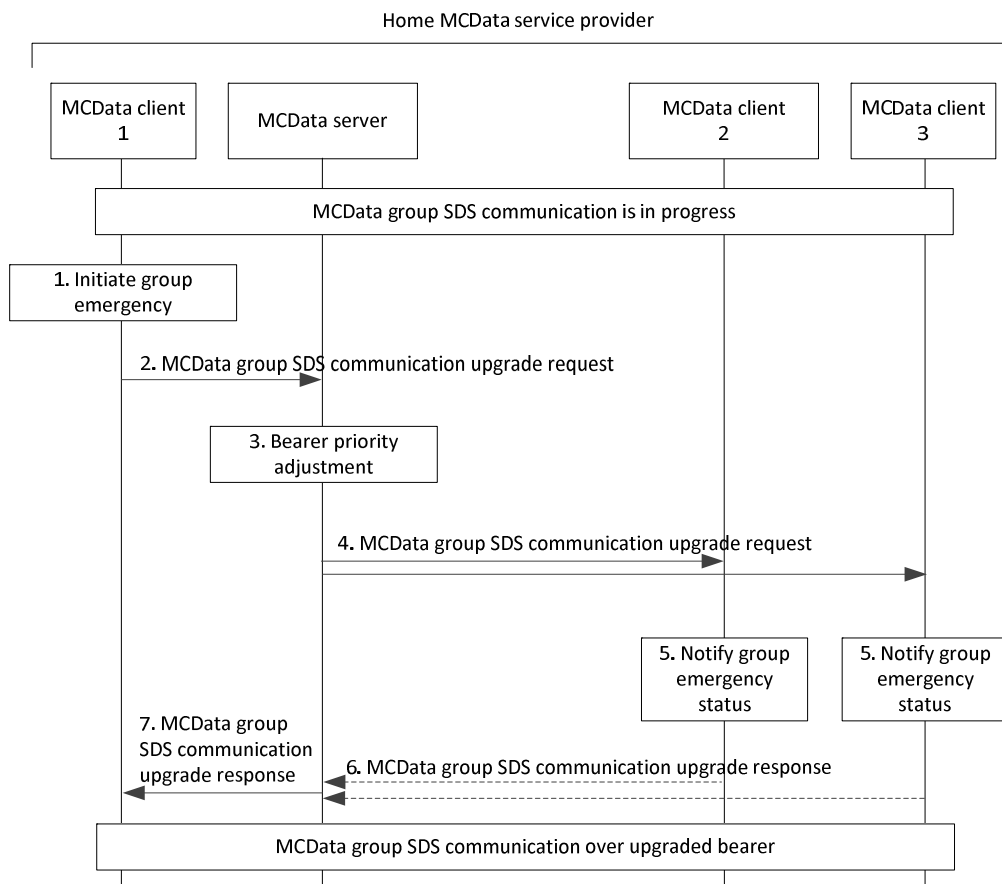 Home MCData service provider
MCData client
1
MCData server
MCData client
2
MCData client
3
MCData group SDS communication is in progress
1. Initiate group
emergency
2. MCData group SDS communication upgrade request
3. Bearer priority
adjustment
4. MCData group SDS communication upgrade request
5. Notify group
emergency
status
5. Notify group
emergency
status
7. MCData group
SDS communication
upgrade response
6. MCData group SDS communication upgrade response
MCData group SDS communication over upgraded bearer